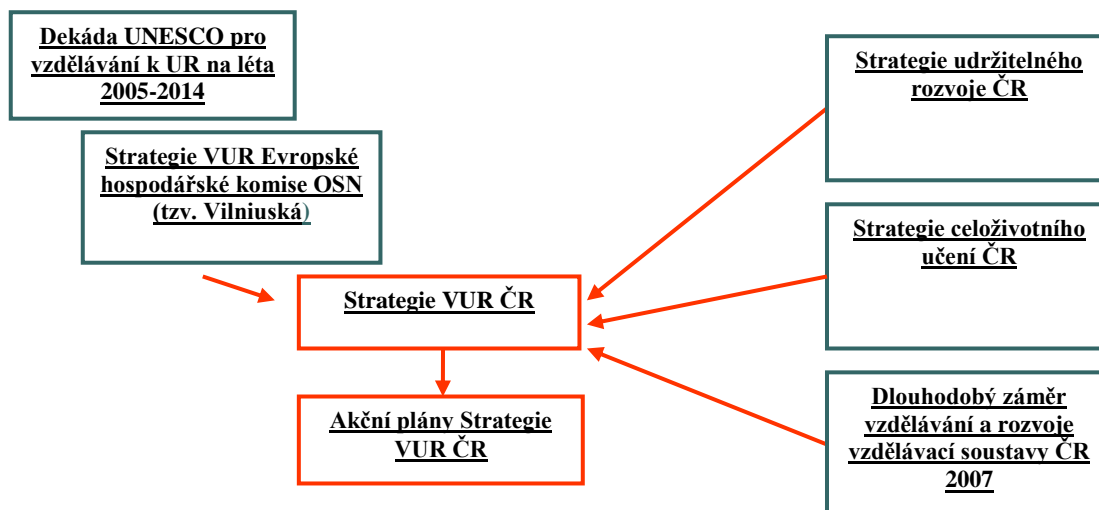 Dekáda UNESCO pro
vzdělávání k UR na léta
2005-2014
Strategie VUR Evropské
hospodářské komise OSN
(tzv. Vilniuská)
Strategie VUR ČR
Akční plány Strategie
VUR ČR
Strategie udržitelného
rozvoje ČR
Strategie celoživotního
učení ČR
Dlouhodobý záměr
vzdělávání a rozvoje
vzdělávací soustavy ČR
2007